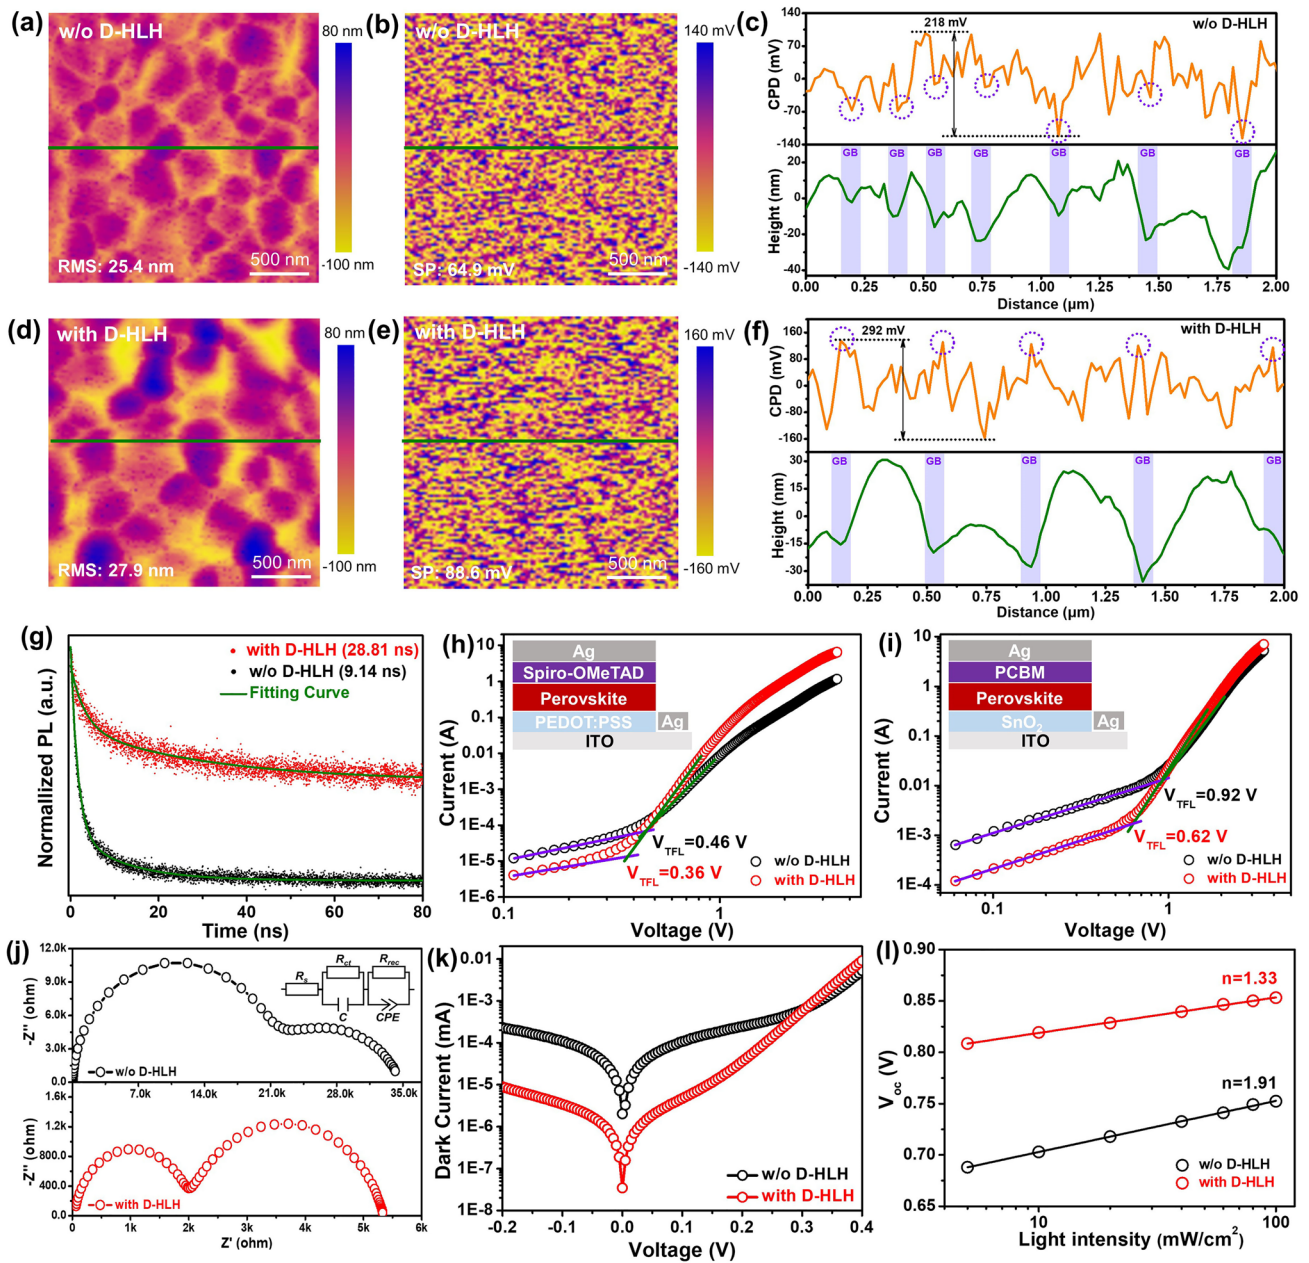 (a)
w/o D-HLH
RMS: 25.4 nm
500 nm
80 nm
-100 nm
(b)
w/o D-HLH
SP: 64.9 mV
500 nm
140 mV
-140 mV
(c)
w/o D-HLH
218 mV
CPD (mV)
140
70
0
-70
-140
GB GB GB GB GB GB GB
Height (nm)
20
0
-20
-40
0.00 0.25 0.50 0.75 1.00 1.25 1.50 1.75 2.00
Distance (µm)
(d)
with D-HLH
RMS: 27.9 nm
500 nm
80 nm
-100 nm
(e)
with D-HLH
SP: 88.6 mV
500 nm
160 mV
-160 mV
(f)
with D-HLH
292 mV
CPD (mV)
160
80
0
-80
-160
GB GB GB GB GB
Height (nm)
30
15
0
-15
-30
0.00 0.25 0.50 0.75 1.00 1.25 1.50 1.75 2.00
Distance (µm)
(g)
with D-HLH (28.81 ns)
w/o D-HLH (9.14 ns)
Fitting Curve
Normallized PL (a.u.)
0 20 40 60 80
Time (ns)
(h)
Ag
Spiro-OMeTAD
Perovskite
PEDOT:PSS Ag
ITO
Current (A)
10
1
0.1
0.01
1E-3
1E-4
1E-5
1E-6
VTFL=0.46 V
VTFL=0.36 V
w/o D-HLH
with D-HLH
0.1 1
Voltage (V)
(i)
Ag
PCBM
Perovskite
SnO2 Ag
ITO
Current (A)
10
1
0.1
0.01
1E-3
1E-4
VTFL=0.92 V
VTFL=0.62 V
w/o D-HLH
with D-HLH
0.1 1
Voltage (V)
(j)
-Z'' (ohm)
12.0k
9.0k
6.0k
3.0k
0.0
Rs Rct Rrec
C CPE
w/o D-HLH
7.0k 14.0k 21.0k 28.0k 35.0k
-Z'' (ohm)
1.6k
1.2k
800.0
400.0
0.0
with D-HLH
0 1k 2k 3k 4k 5k 6k
Z' (ohm)
(k)
Dark Current (mA)
0.01
1E-3
1E-4
1E-5
1E-6
1E-7
1E-8
w/o D-HLH
with D-HLH
-0.2 -0.1 0.0 0.1 0.2 0.3 0.4
Voltage (V)
(l)
Voc (V)
0.90
0.85
0.80
0.75
0.70
0.65
n=1.33
n=1.91
w/o D-HLH
with D-HLH
10 100
Light intensity (mW/cm²)